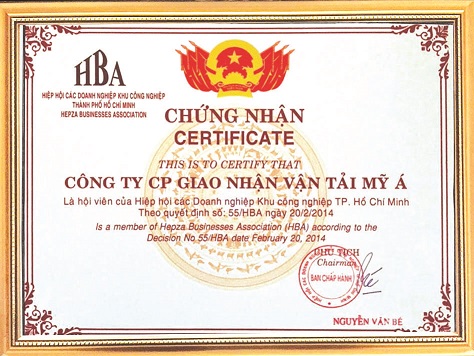 HBA
HIỆP HỘI CÁC DOANH NGHIỆP KHU CÔNG NGHIỆP
THÀNH PHỐ HỒ CHÍ MINH
HEPZA BUSINESSES ASSOCIATION
CHỨNG NHẬN
CERTIFICATE
THIS IS TO CERTIFY THAT
CÔNG TY CP GIAO NHẬN VẬN TẢI MỸ Á
Là hội viên của Hiệp hội các Doanh nghiệp Khu công nghiệp TP. Hồ Chí Minh
Theo quyết định số: 55/HBA ngày 20/2/2014
Is a member of Hepza Businesses Association (HBA) according to the
Decision No 55/HBA date February 20, 2014
CHỦ TỊCH
Chairman
BAN CHẤP HÀNH
NGUYỄN VĂN BÉ